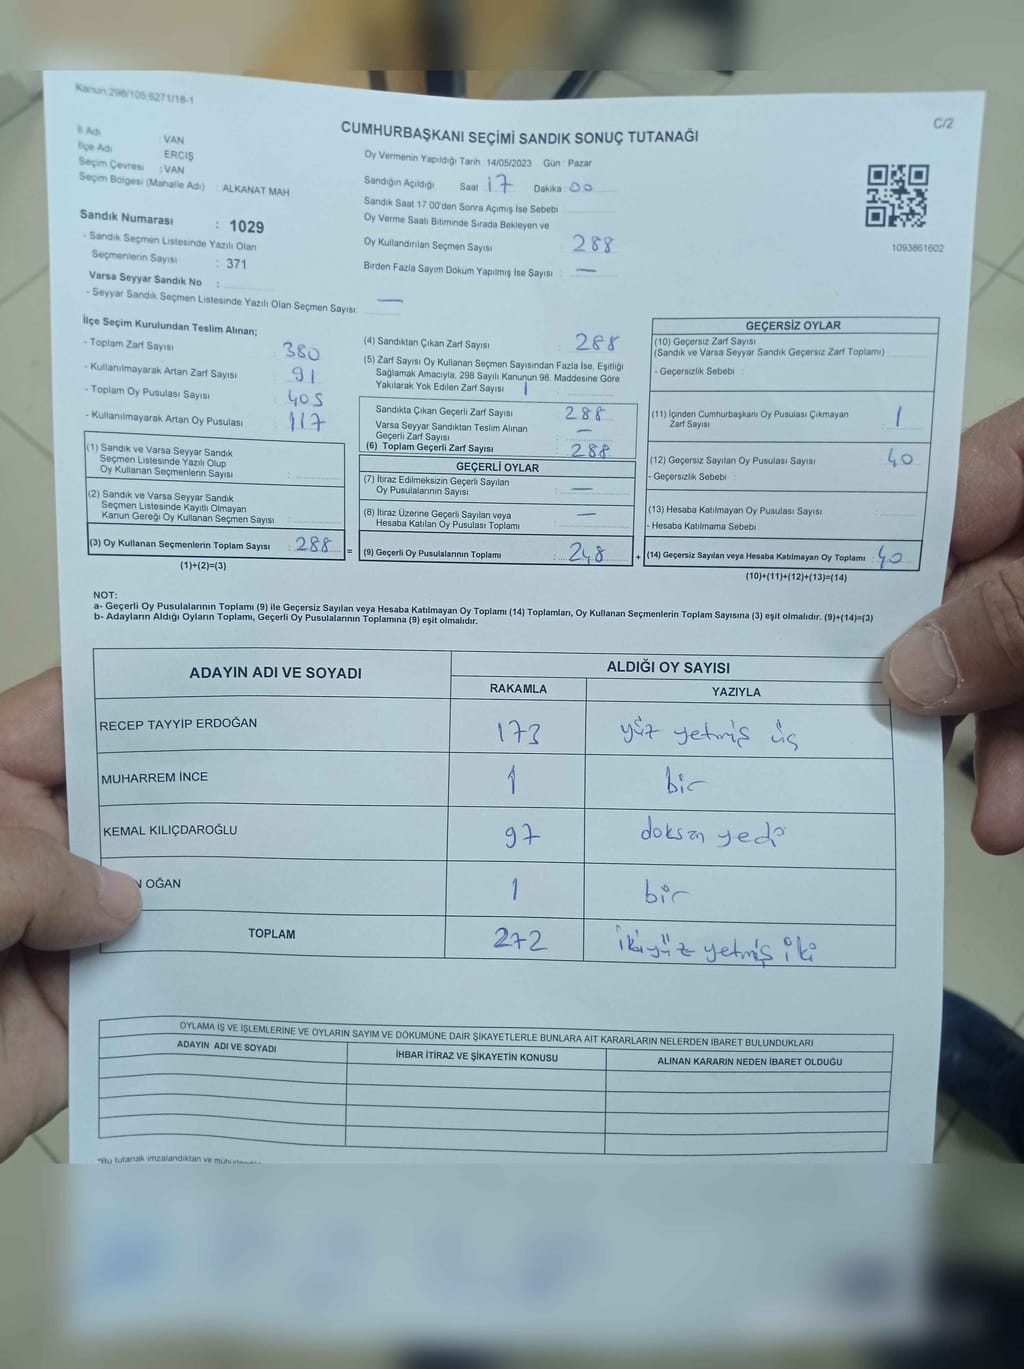 Kanun 298/105,6271/18-1
C/2
CUMHURBAŞKANI SEÇİMİ SANDIK SONUÇ TUTANAĞI
İl Adı : VAN
İlçe Adı : ERCİŞ
Seçim Çevresi : VAN
Seçim Bölgesi (Mahalle Adı) : ALKANAT MAH.
Oy Vermenin Yapıldığı Tarih : 14/05/2023 Gün : Pazar
Sandığın Açıldığı Saat 17 Dakika 00
Sandık Saat 17.00'den Sonra Açılmış İse Sebebi
Oy Verme Saati Bitiminde Sırada Bekleyen ve
Oy Kullandırılan Seçmen Sayısı : 288
Birden Fazla Sayım Döküm Yapılmış İse Sayısı : —
1093861602
Sandık Numarası : 1029
- Sandık Seçmen Listesinde Yazılı Olan
Seçmenlerin Sayısı : 371
Varsa Seyyar Sandık No :
- Seyyar Sandık Seçmen Listesinde Yazılı Olan Seçmen Sayısı: —
İlçe Seçim Kurulundan Teslim Alınan;
- Toplam Zarf Sayısı : 380
- Kullanılmayarak Artan Zarf Sayısı : 91
- Toplam Oy Pusulası Sayısı : 405
- Kullanılmayarak Artan Oy Pusulası : 117
(1) Sandık ve Varsa Seyyar Sandık
Seçmen Listesinde Yazılı Olup
Oy Kullanan Seçmenlerin Sayısı :
(2) Sandık ve Varsa Seyyar Sandık
Seçmen Listesinde Kayıtlı Olmayan
Kanun Gereği Oy Kullanan Seçmen Sayısı :
(3) Oy Kullanan Seçmenlerin Toplam Sayısı : 288 =
(1)+(2)=(3)
(4) Sandıktan Çıkan Zarf Sayısı : 288
(5) Zarf Sayısı Oy Kullanan Seçmen Sayısından Fazla İse, Eşitliği
Sağlamak Amacıyla, 298 Sayılı Kanunun 98. Maddesine Göre
Yakılarak Yok Edilen Zarf Sayısı : 1
Sandıkta Çıkan Geçerli Zarf Sayısı : 288
Varsa Seyyar Sandıktan Teslim Alınan
Geçerli Zarf Sayısı : —
(6) Toplam Geçerli Zarf Sayısı : 288
GEÇERLİ OYLAR
(7) İtiraz Edilmeksizin Geçerli Sayılan
Oy Pusulalarının Sayısı : —
(8) İtiraz Üzerine Geçerli Sayılan veya
Hesaba Katılan Oy Pusulası Toplamı : —
(9) Geçerli Oy Pusulalarının Toplamı : 248 +
GEÇERSİZ OYLAR
(10) Geçersiz Zarf Sayısı
(Sandık ve Varsa Seyyar Sandık Geçersiz Zarf Toplamı) :
- Geçersizlik Sebebi :
(11) İçinden Cumhurbaşkanı Oy Pusulası Çıkmayan
Zarf Sayısı : 1
(12) Geçersiz Sayılan Oy Pusulası Sayısı : 40
- Geçersizlik Sebebi :
(13) Hesaba Katılmayan Oy Pusulası Sayısı :
- Hesaba Katılmama Sebebi :
(14) Geçersiz Sayılan veya Hesaba Katılmayan Oy Toplamı : 40
(10)+(11)+(12)+(13)=(14)
NOT:
a- Geçerli Oy Pusulalarının Toplamı (9) ile Geçersiz Sayılan veya Hesaba Katılmayan Oy Toplamı (14) Toplamları, Oy Kullanan Seçmenlerin Toplam Sayısına (3) eşit olmalıdır. (9)+(14)=(3)
b- Adayların Aldığı Oyların Toplamı, Geçerli Oy Pusulalarının Toplamına (9) eşit olmalıdır.
ADAYIN ADI VE SOYADI ALDIĞI OY SAYISI
RAKAMLA YAZIYLA
RECEP TAYYİP ERDOĞAN 173 yüz yetmiş üç
MUHARREM İNCE 1 bir
KEMAL KILIÇDAROĞLU 97 doksan yedi
OĞAN 1 bir
TOPLAM 272 ikiyüz yetmiş iki
OYLAMA İŞ VE İŞLEMLERİNE VE OYLARIN SAYIM VE DÖKÜMÜNE DAİR ŞİKAYETLERLE BUNLARA AİT KARARLARIN NELERDEN İBARET BULUNDUKLARI
ADAYIN ADI VE SOYADI İHBAR İTİRAZ VE ŞİKAYETİN KONUSU ALINAN KARARIN NEDEN İBARET OLDUĞU
*Bu tutanak imzalandıktan ve